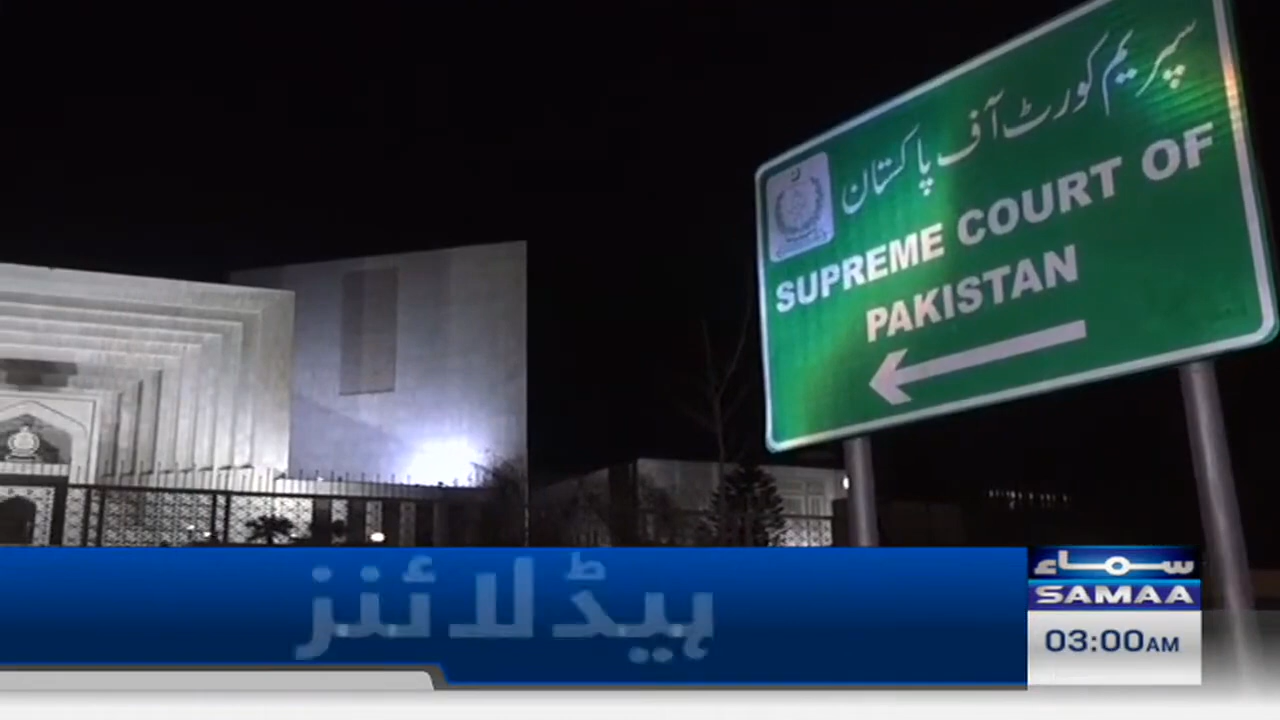 سپریم کورٹ آف پاکستان
SUPREME COURT OF
PAKISTAN
ہیڈلائنز
سماء
SAMAA
03:00AM